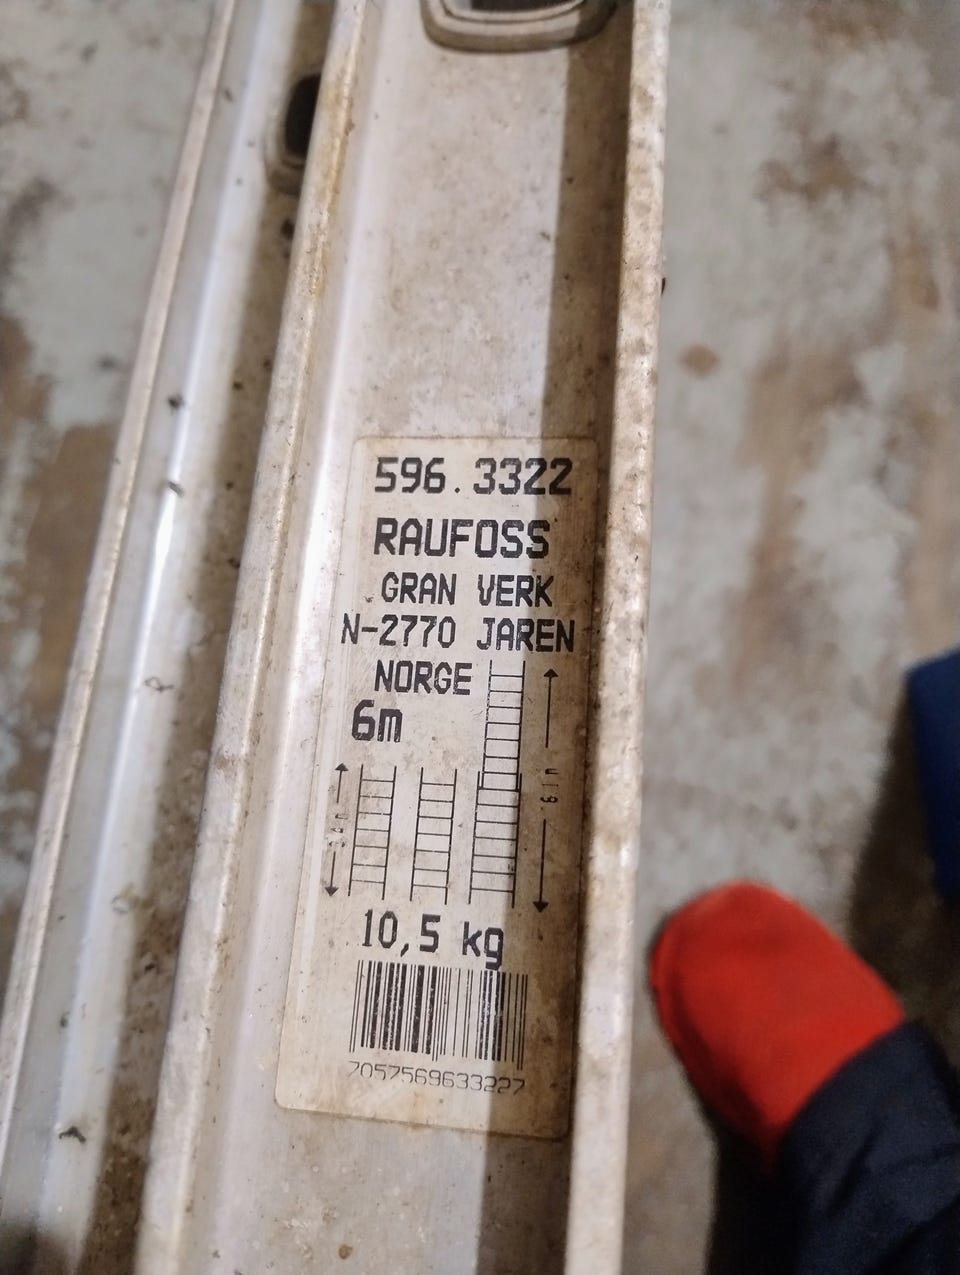 596.3322
RAUFOSS
GRAN VERK
N-2770 JAREN
NORGE
6m
10,5 kg
7057569633227